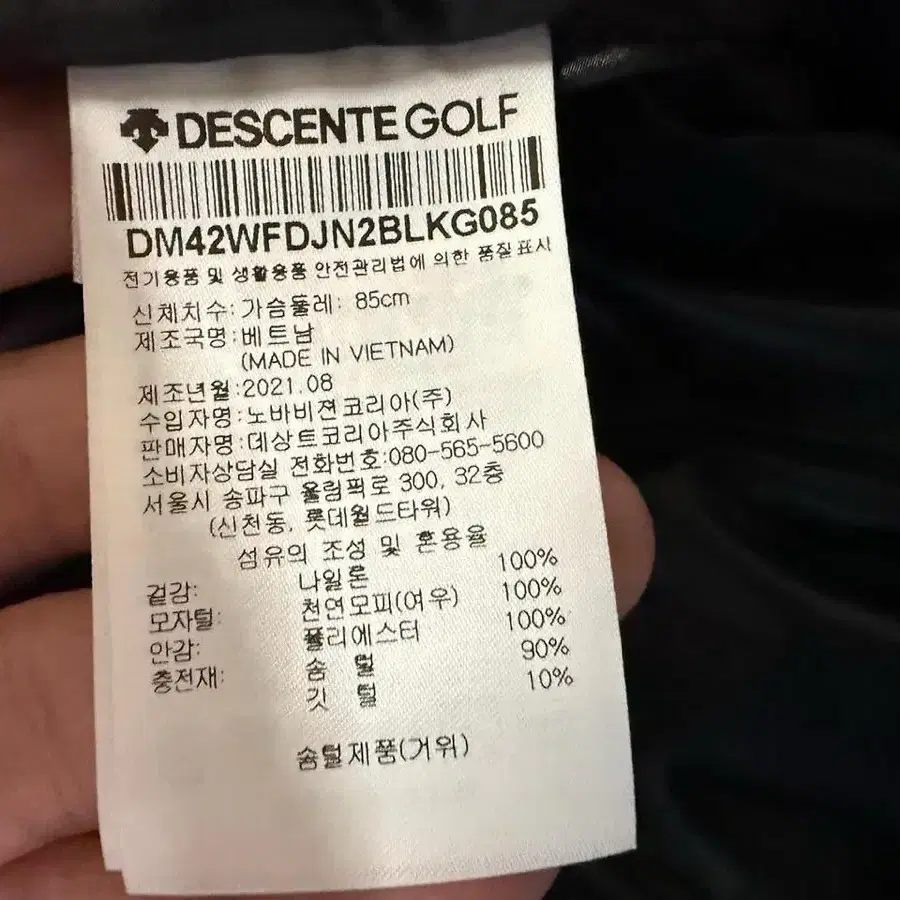 DESCENTE GOLF
DM42WFDJN2BLKG085
전기용품 및 생활용품 안전관리법에 의한 품질표시
신체치수: 가슴둘레: 85cm
제조국명:베트남
(MADE IN VIETNAM)
제조년월:2021.08
수입자명:노바비젼코리아(주)
판매자명:데상트코리아주식회사
소비자상담실 전화번호:080-565-5600
서울시 송파구 올림픽로 300, 32층
(신천동, 롯데월드타워)
섬유의 조성 및 혼용율
겉감: 나일론 100%
모자털: 천연모피(여우) 100%
안감: 폴리에스터 100%
충전재: 솜 털 90%
깃 털 10%
솜털제품(거위)